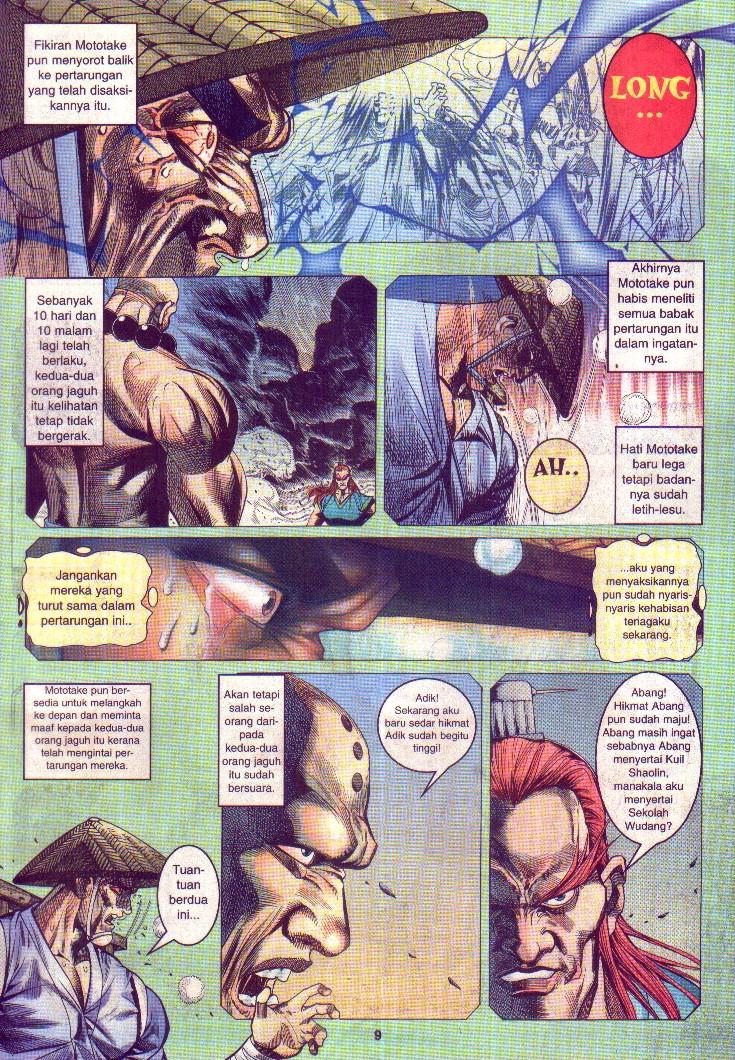 Fikiran Mototake
pun menyorot balik
ke pertarungan
yang telah disaksi-
kannya itu.
LONG
...
Sebanyak
10 hari dan
10 malam
lagi telah
berlaku,
kedua-dua
orang jaguh
itu kelihatan
tetap tidak
bergerak.
Akhirnya
Mototake pun
habis meneliti
semua babak
pertarungan itu
dalam ingatan-
nya.
AH..
Hati Mototake
baru lega
tetapi badan-
nya sudah
letih-lesu.
Jangankan
mereka yang
turut sama dalam
pertarungan ini..
...aku yang
menyaksikannya
pun sudah nyaris-
nyaris kehabisan
tenagaku
sekarang.
Mototake pun ber-
sedia untuk melangkah
ke depan dan meminta
maaf kepada kedua-dua
orang jaguh itu kerana
telah mengintai per-
tarungan mereka.
Tuan-
tuan
berdua
ini...
Akan tetapi
salah se-
orang dari-
pada
kedua-dua
orang jaguh
itu sudah
bersuara.
Adik!
Sekarang aku
baru sedar hikmat
Adik sudah begitu
tinggi!
Abang!
Hikmat Abang
pun sudah maju!
Abang masih ingat
sebabnya Abang
menyertai Kuil
Shaolin,
manakala aku
menyertai
Sekolah
Wudang?
9